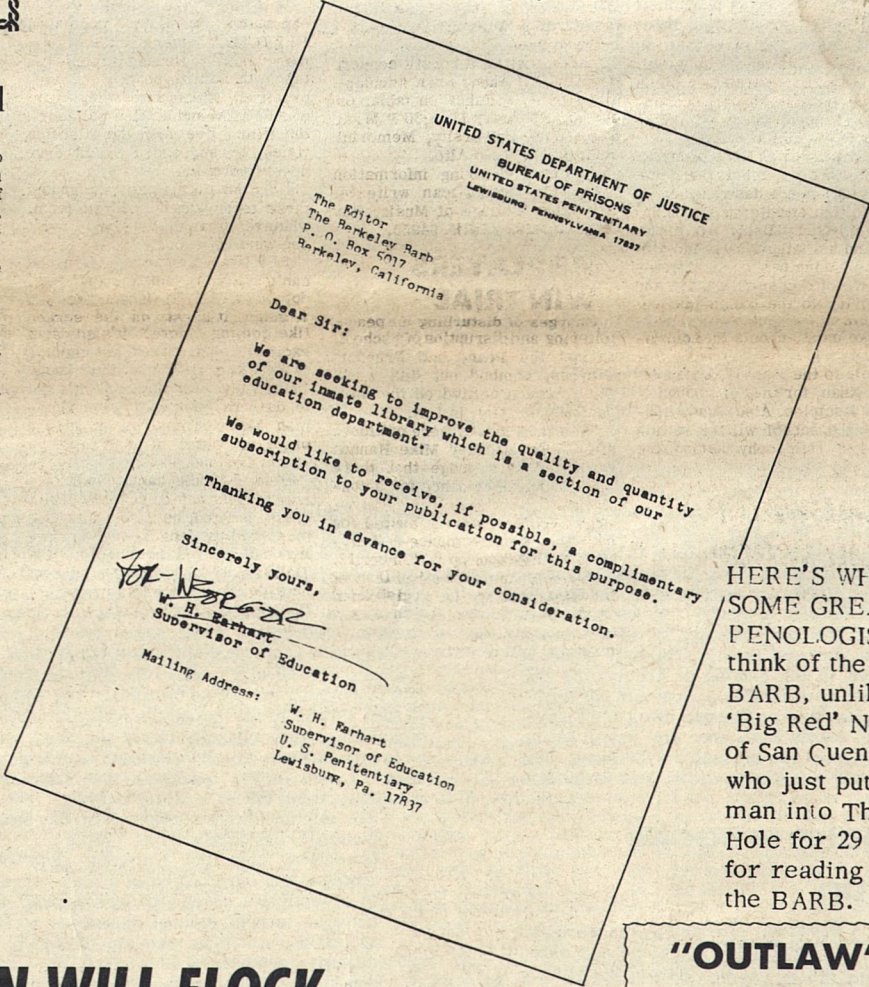 UNITED STATES DEPARTMENT OF JUSTICE
BUREAU OF PRISONS
UNITED STATES PENITENTIARY
LEWISBURG, PENNSYLVANIA 17837
The Editor
The Berkeley Barb
P. O. Box 5017
Berkeley, California
Dear Sir:
We are seeking to improve the quality and quantity
of our inmate library which is a section of our
education department.
We would like to receive, if possible, a complimentary
subscription to your publication for this purpose.
Thanking you in advance for your consideration.
Sincerely yours,
FOR-
W. H. Earhart
Supervisor of Education
Mailing Address:
W. H. Earhart
Supervisor of Education
U. S. Penitentiary
Lewisburg, Pa. 17837
HERE'S WH
SOME GREA
PENOLOGIS
think of the
BARB, unlik
'Big Red' N
of San Quen
who just put
man into Th
Hole for 29
for reading
the BARB.
"OUTLAW"
N WILL FLOCK